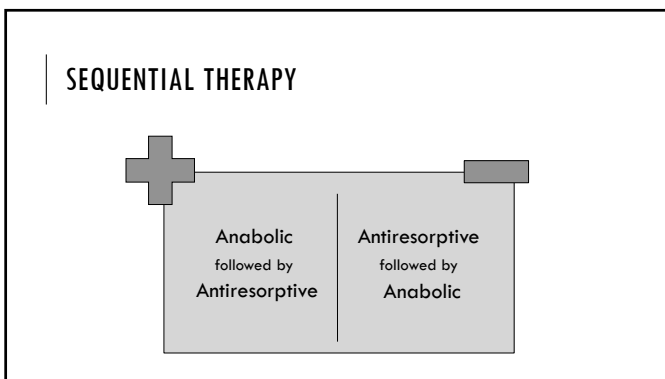 SEQUENTIAL THERAPY
Anabolic
followed by
Antiresorptive
Antiresorptive
followed by
Anabolic